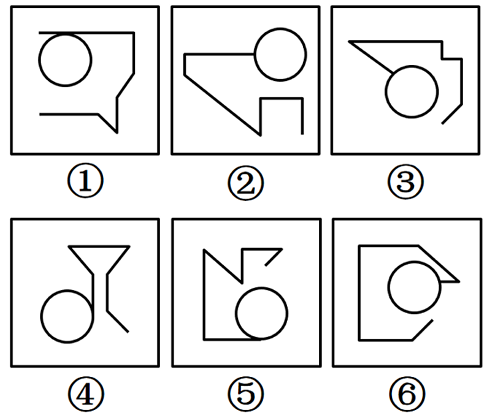 ① ② ③
④ ⑤ ⑥